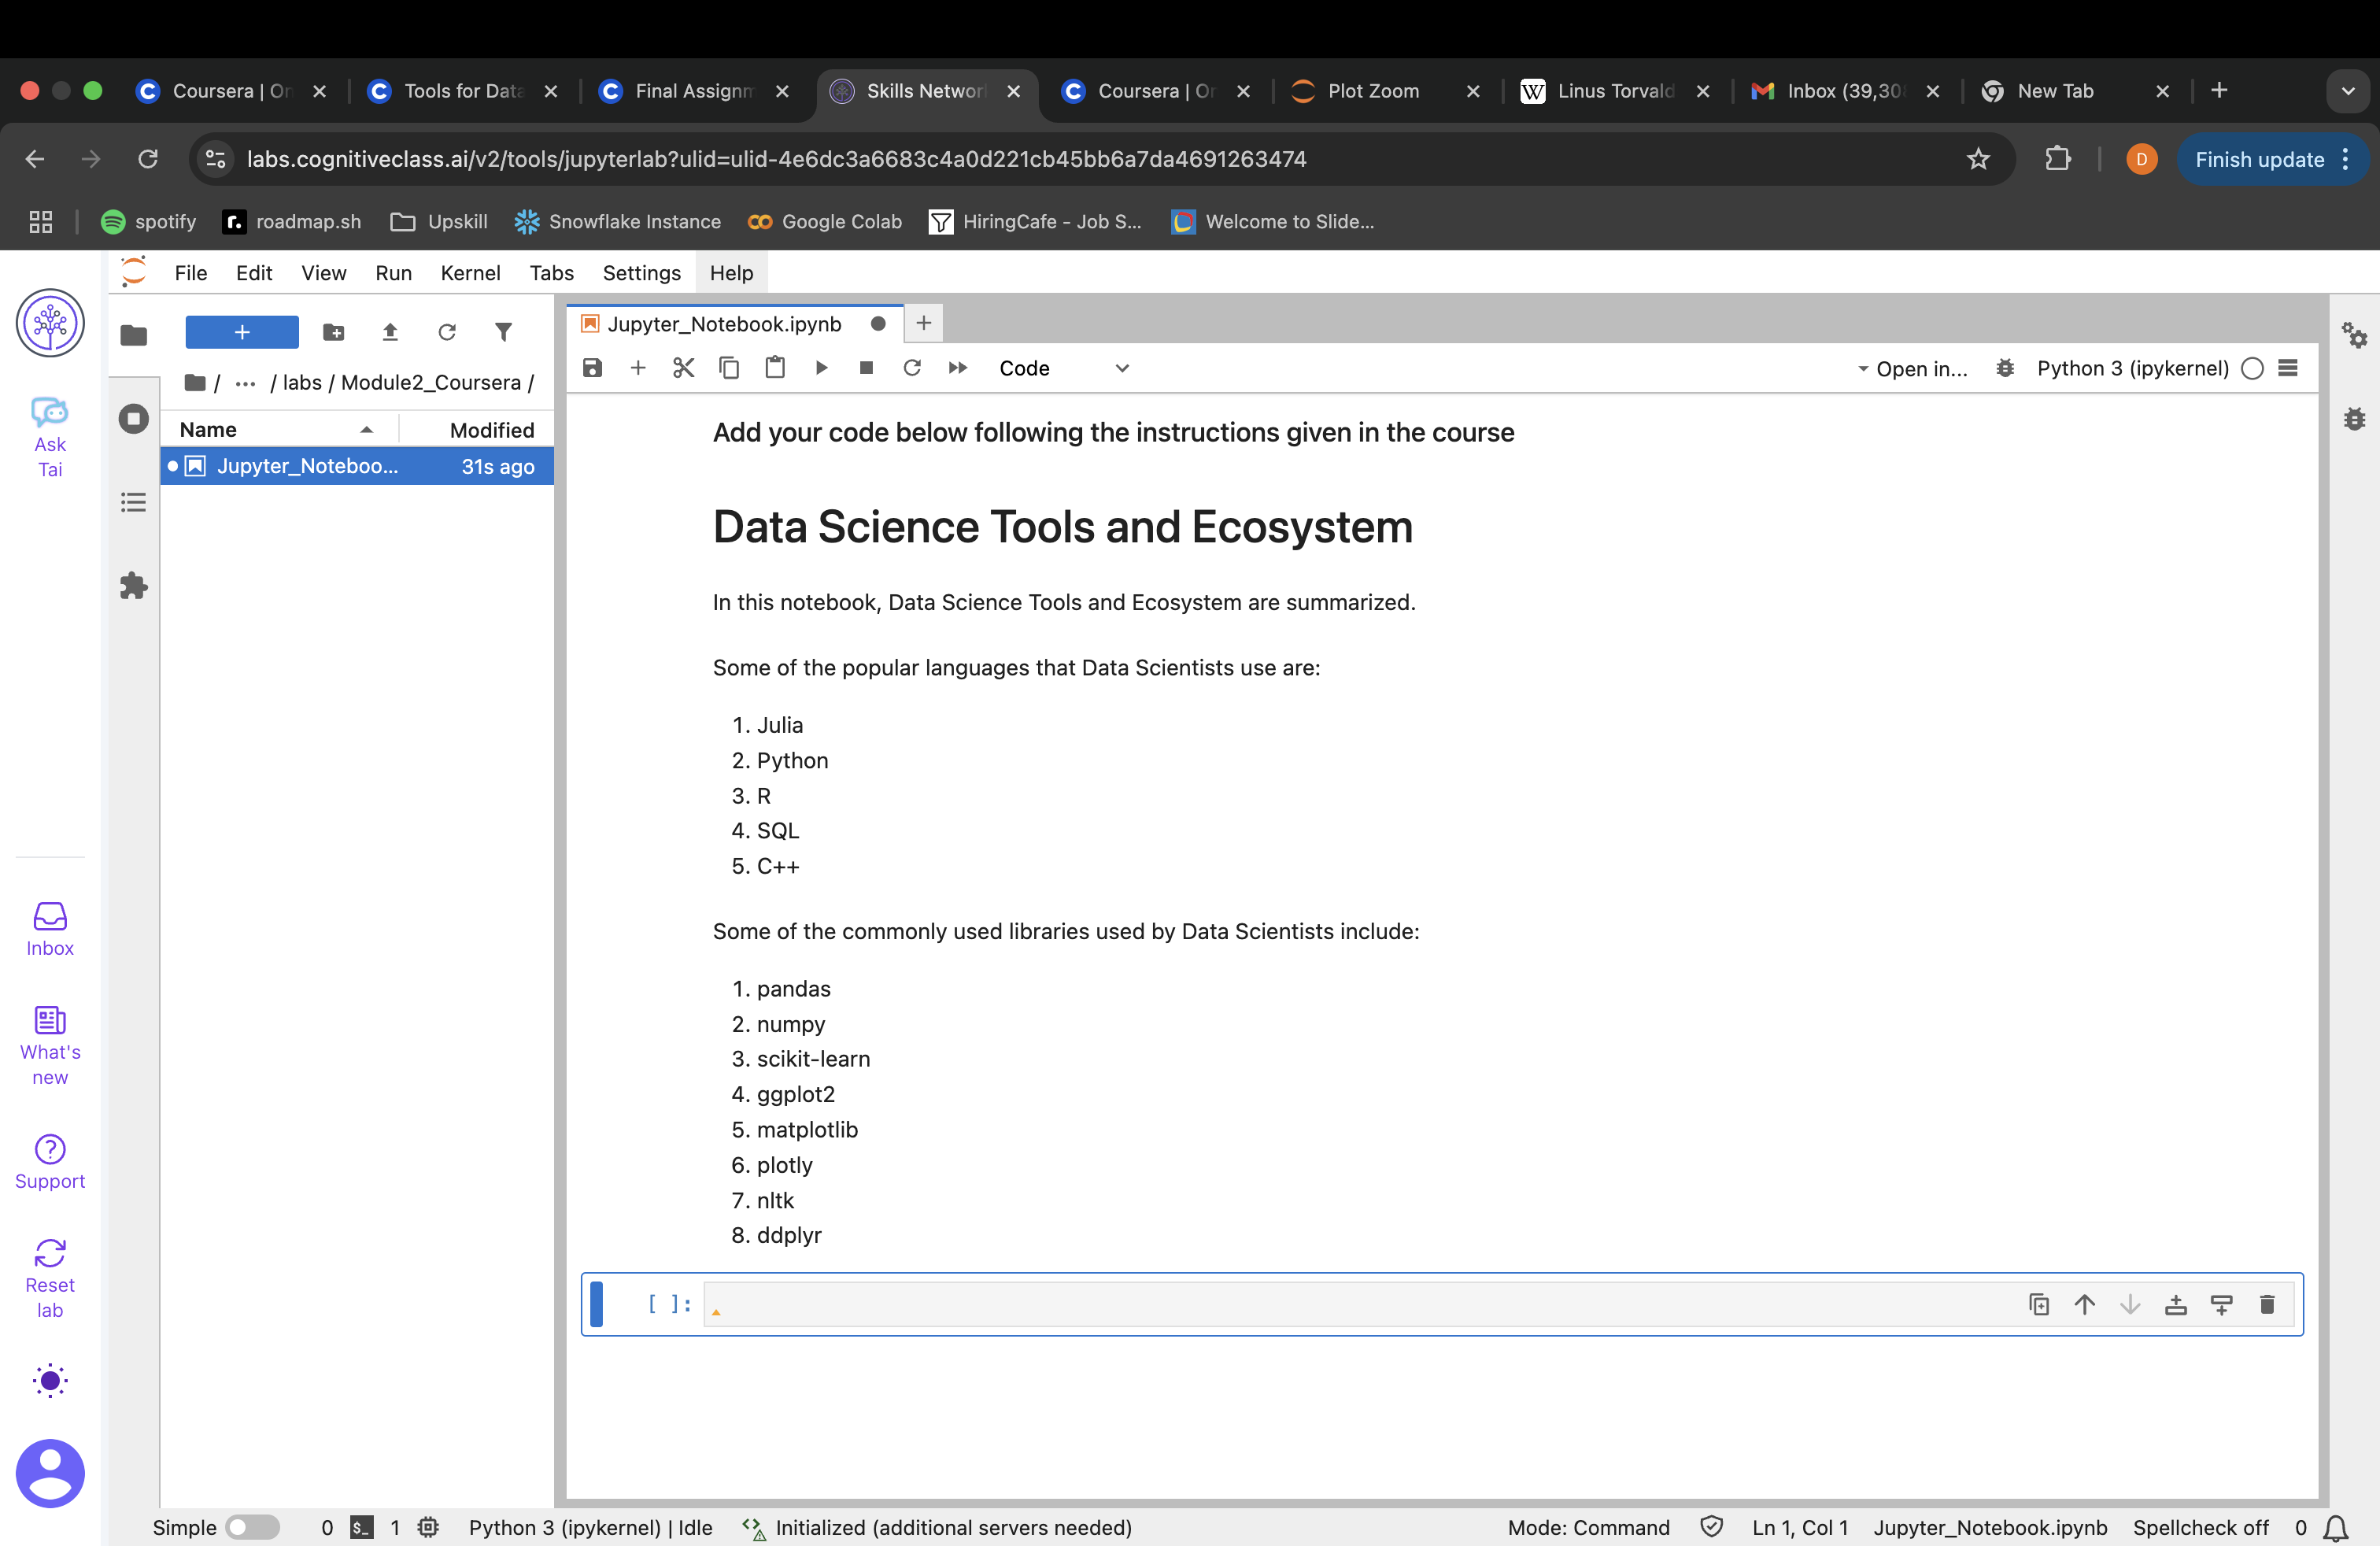 Coursera | On
Tools for Data
Final Assignm
Skills Networ
Coursera | On
Plot Zoom
W Linus Torvald
Inbox (39,308
New Tab
labs.cognitiveclass.ai/v2/tools/jupyterlab?ulid=ulid-4e6dc3a6683c4a0d221cb45bb6a7da4691263474
D
Finish update
spotify
r. roadmap.sh
Upskill
Snowflake Instance
Google Colab
HiringCafe - Job S...
Welcome to Slide...
File Edit View Run Kernel Tabs Settings Help
Ask
Tai
Inbox
What's
new
Support
Reset
lab
/ ... / labs / Module2_Coursera /
Name Modified
Jupyter_Noteboo... 31s ago
Jupyter_Notebook.ipynb
Code
Open in...
Python 3 (ipykernel)
Add your code below following the instructions given in the course
Data Science Tools and Ecosystem
In this notebook, Data Science Tools and Ecosystem are summarized.
Some of the popular languages that Data Scientists use are:
1. Julia
2. Python
3. R
4. SQL
5. C++
Some of the commonly used libraries used by Data Scientists include:
1. pandas
2. numpy
3. scikit-learn
4. ggplot2
5. matplotlib
6. plotly
7. nltk
8. ddplyr
[ ]:
Simple 0 $_ 1 Python 3 (ipykernel) | Idle Initialized (additional servers needed) Mode: Command Ln 1, Col 1 Jupyter_Notebook.ipynb Spellcheck off 0